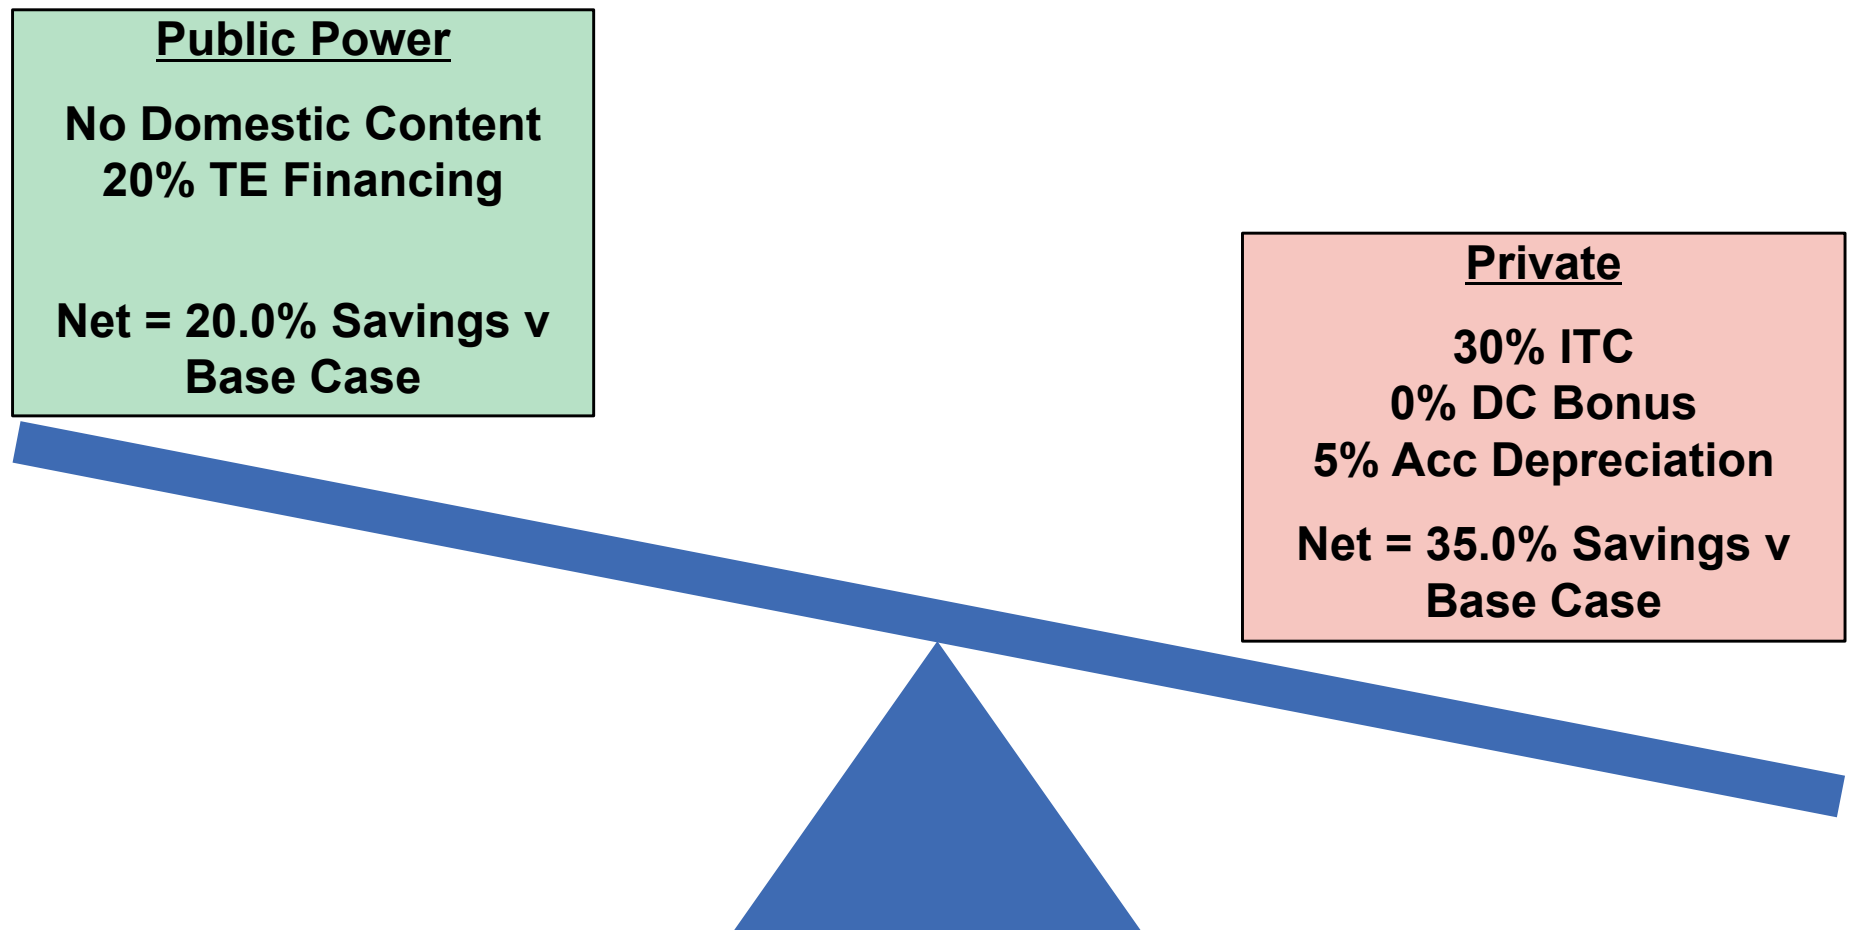 Public Power
No Domestic Content
20% TE Financing
Net = 20.0% Savings v
Base Case
Private
30% ITC
0% DC Bonus
5% Acc Depreciation
Net = 35.0% Savings v
Base Case